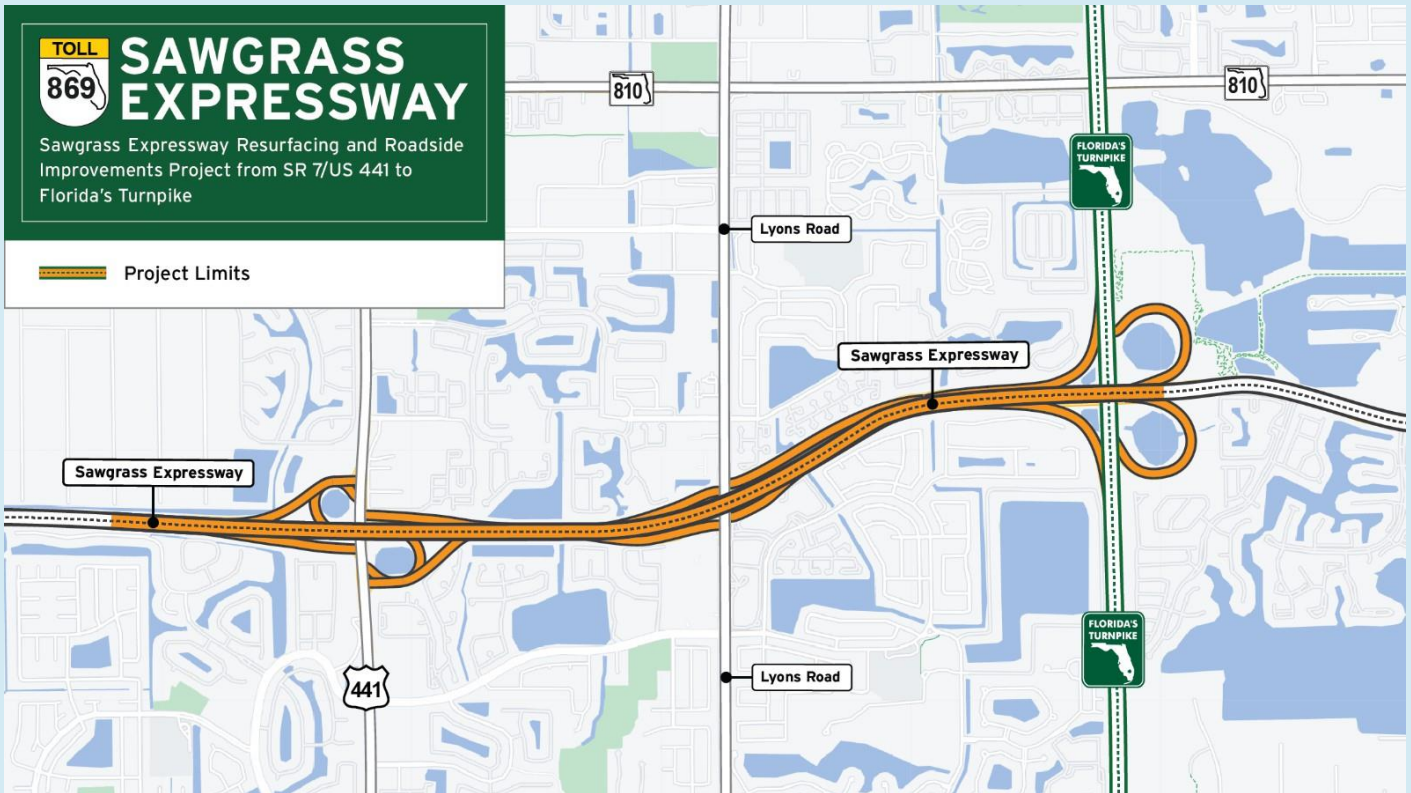 TOLL
869
SAWGRASS
EXPRESSWAY
Sawgrass Expressway Resurfacing and Roadside
Improvements Project from SR 7/US 441 to
Florida's Turnpike
Project Limits
810
810
FLORIDA'S
TURNPIKE
Lyons Road
Sawgrass Expressway
Sawgrass Expressway
FLORIDA'S
TURNPIKE
441
Lyons Road